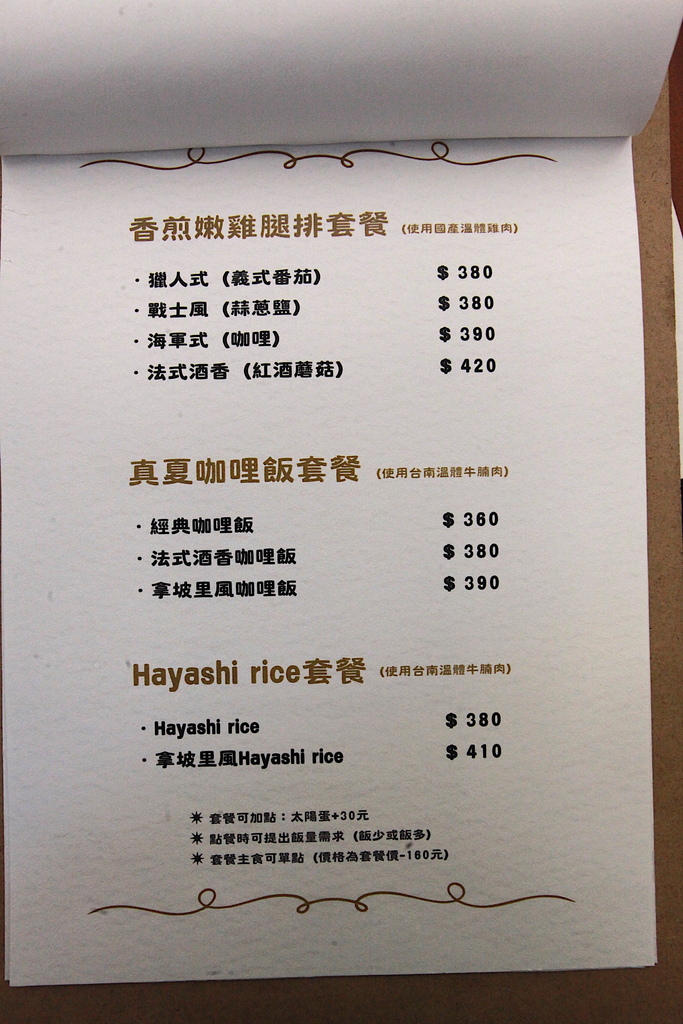 香煎嫩雞腿排套餐 (使用國產溫體雞肉)
·獵人式 (義式番茄) $ 380
·戰士風 (蒜蔥鹽) $ 380
·海軍式 (咖哩) $ 390
·法式酒香 (紅酒蘑菇) $ 420
真夏咖哩飯套餐 (使用台南溫體牛腩肉)
·經典咖哩飯 $ 360
·法式酒香咖哩飯 $ 380
·拿坡里風咖哩飯 $ 390
Hayashi rice套餐 (使用台南溫體牛腩肉)
·Hayashi rice $ 380
·拿坡里風Hayashi rice $ 410
✷ 套餐可加點：太陽蛋+30元
✷ 點餐時可提出飯量需求 (飯少或飯多)
✷ 套餐主食可單點 (價格為套餐價-160元)